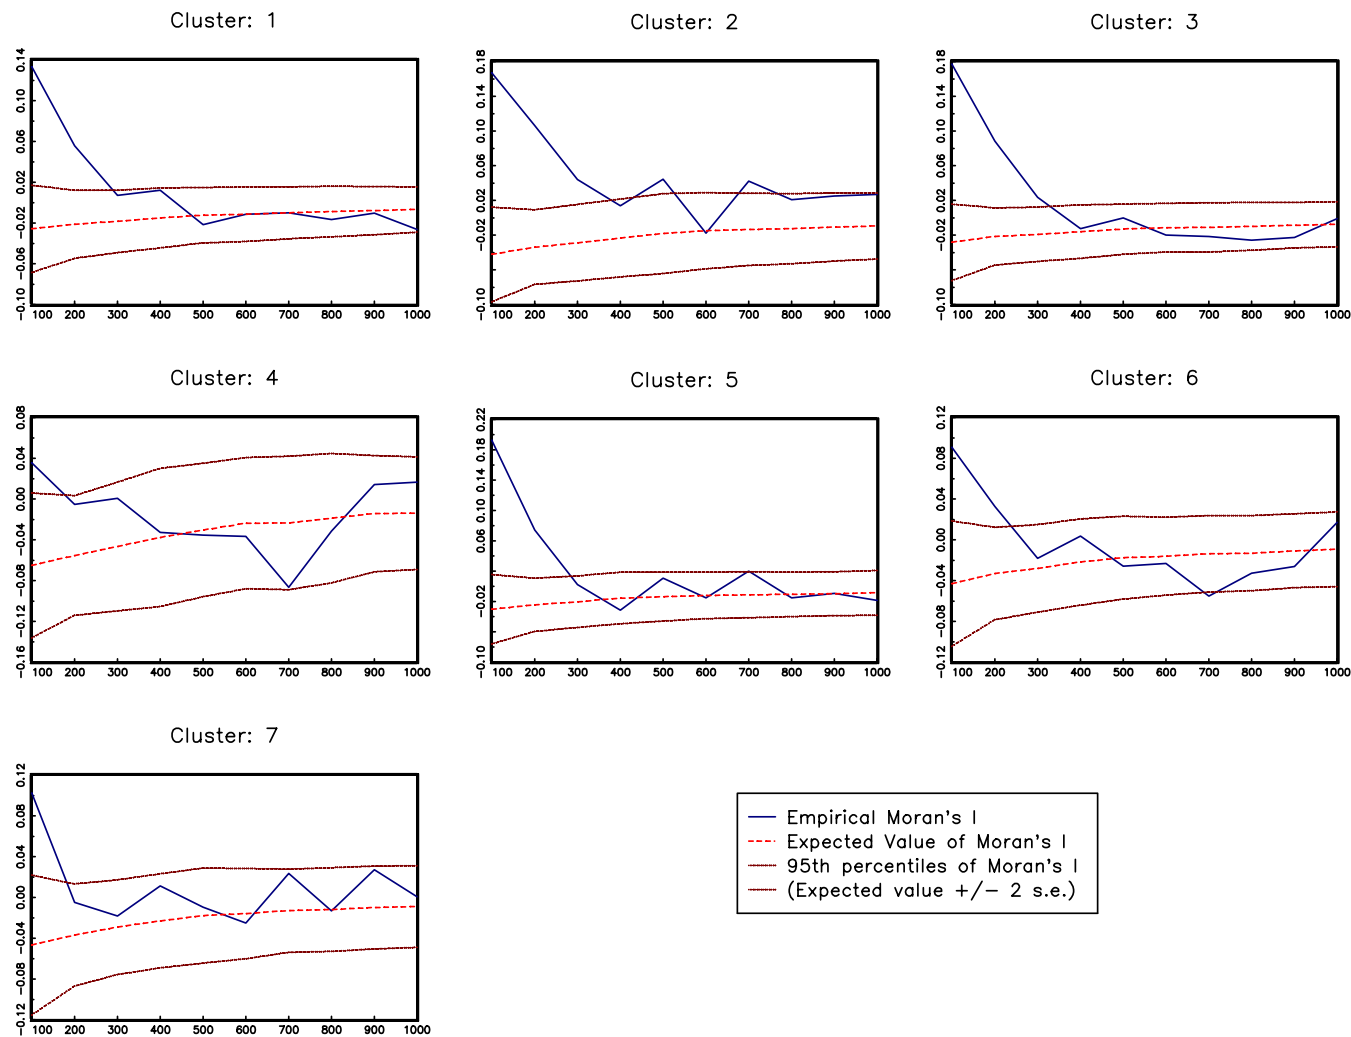 Cluster: 1
Cluster: 2
Cluster: 3
0.14
0.10
0.06
0.02
−0.02
−0.06
−0.10
100 200 300 400 500 600 700 800 900 1000
0.18
0.14
0.10
0.06
0.02
−0.02
−0.10
100 200 300 400 500 600 700 800 900 1000
0.18
0.14
0.10
0.06
0.02
−0.02
−0.10
100 200 300 400 500 600 700 800 900 1000
Cluster: 4
Cluster: 5
Cluster: 6
0.08
0.04
0.00
−0.04
−0.08
−0.12
−0.16
100 200 300 400 500 600 700 800 900 1000
0.22
0.18
0.14
0.10
0.06
−0.02
−0.10
100 200 300 400 500 600 700 800 900 1000
0.12
0.08
0.04
0.00
−0.04
−0.08
−0.12
100 200 300 400 500 600 700 800 900 1000
Cluster: 7
0.12
0.08
0.04
0.00
−0.04
−0.08
−0.12
100 200 300 400 500 600 700 800 900 1000
Empirical Moran's I
Expected Value of Moran's I
95th percentiles of Moran's I
(Expected value +/− 2 s.e.)